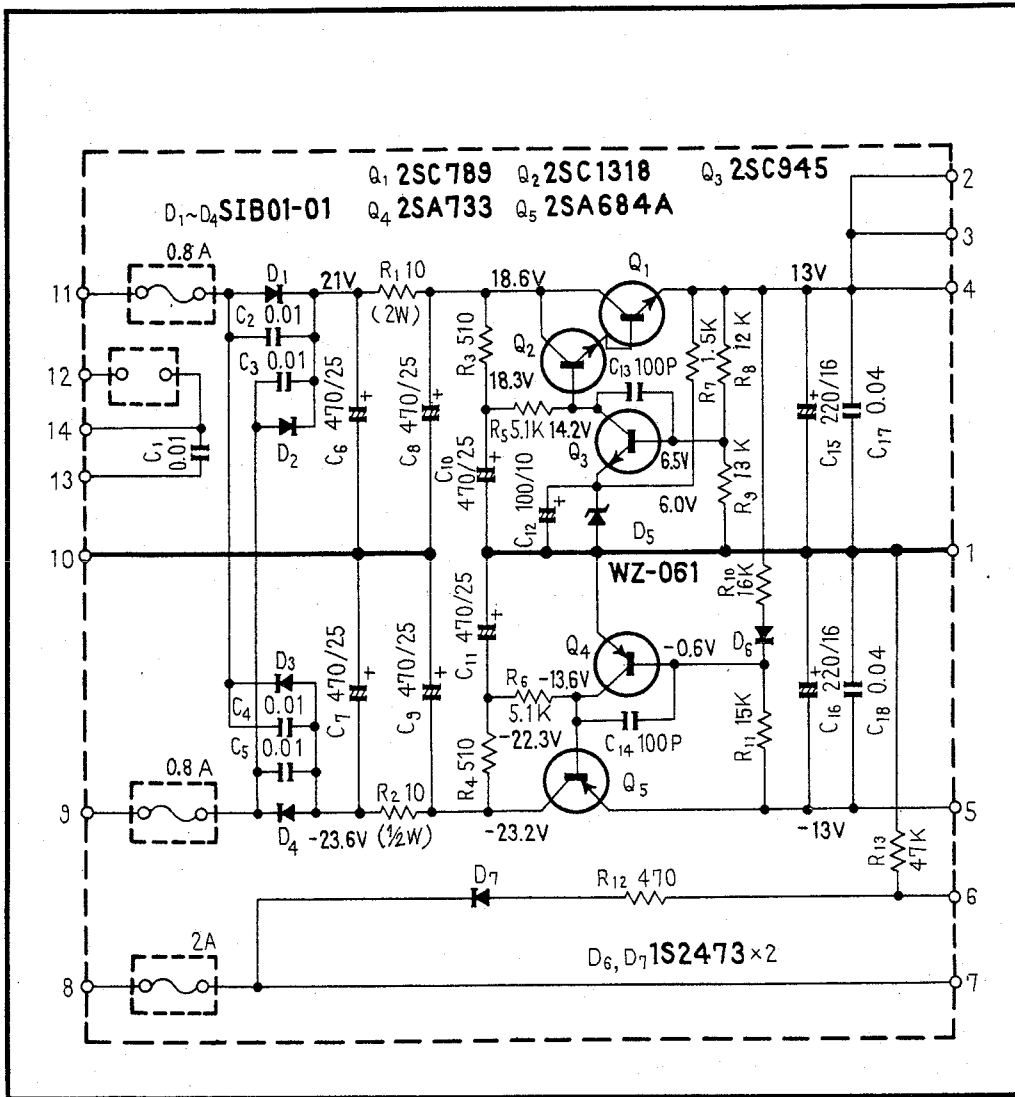 Q1 2SC789 Q2 2SC1318 Q3 2SC945
D1~D4 SIB01-01 Q4 2SA733 Q5 2SA684A
2
3
0.8A
11
D1
21V
R1 10
(2W)
18.6V
Q1
13V
4
C2 0.01
C3 0.01
12
14
13
C1 0.01
D2
C6 470/25
C8 470/25
R3 510
Q2
C13 100P
R7 1.5K
R8 12K
18.3V
R5 5.1K
14.2V
Q3
6.5V
C10 470/25
C12 100/10
6.0V
R9 13K
C15 220/16
C17 0.04
D5
10
WZ-061
1
R10 16K
C7 470/25
C9 470/25
C11 470/25
Q4
-0.6V
D6
D3
C4 0.01
C5 0.01
R6
5.1K
-13.6V
C14 100P
-22.3V
R4 510
R11 15K
C16 220/16
C18 0.04
0.8A
Q5
9
D4
-23.6V
R2 10
(½W)
-23.2V
-13V
5
R13 47K
D7
R12 470
6
2A
D6, D7 1S2473×2
8
7